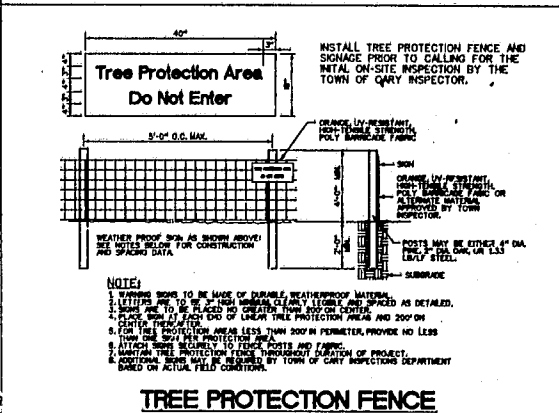 40"
3"
INSTALL TREE PROTECTION FENCE AND
SIGNAGE PRIOR TO CALLING FOR THE
INITAL ON-SITE INSPECTION BY THE
TOWN OF CARY INSPECTOR.
Tree Protection Area
Do Not Enter
4" 3" 4" 3" 4"
5'-0" O.C. MAX.
ORANGE, UV-RESISTANT,
HIGH-TENSILE STRENGTH,
POLY BARRICADE FABRIC
SIGN
4'-0" MIN.
ORANGE, UV-RESISTANT,
HIGH-TENSILE STRENGTH,
POLY BARRICADE FABRIC OR
ALTERNATE MATERIAL
APPROVED BY TOWN
INSPECTOR.
WEATHER PROOF SIGN AS SHOWN ABOVE:
SEE NOTES BELOW FOR CONSTRUCTION
AND SPACING DATA.
2'-0" MIN.
POSTS MAY BE EITHER 4" DIA.
PINE, 2" DIA. OAK, OR 1.33
LB/LF STEEL.
SUBGRADE
NOTE:
1. WARNING SIGNS TO BE MADE OF DURABLE, WEATHERPROOF MATERIAL.
2. LETTERS ARE TO BE 3" HIGH MINIMUM, CLEARLY LEGIBLE AND SPACED AS DETAILED.
3. SIGNS ARE TO BE PLACED NO GREATER THAN 200' ON CENTER.
4. PLACE SIGN AT EACH END OF LINEAR TREE PROTECTION AREAS AND 200' ON
CENTER THEREAFTER.
5. FOR TREE PROTECTION AREAS LESS THAN 200' IN PERIMETER, PROVIDE NO LESS
THAN ONE SIGN PER PROTECTION AREA.
6. ATTACH SIGNS SECURELY TO FENCE POSTS AND FABRIC.
7. MAINTAIN TREE PROTECTION FENCE THROUGHOUT DURATION OF PROJECT.
8. ADDITIONAL SIGNS MAY BE REQUIRED BY TOWN OF CARY INSPECTIONS DEPARTMENT
BASED ON ACTUAL FIELD CONDITIONS.
TREE PROTECTION FENCE